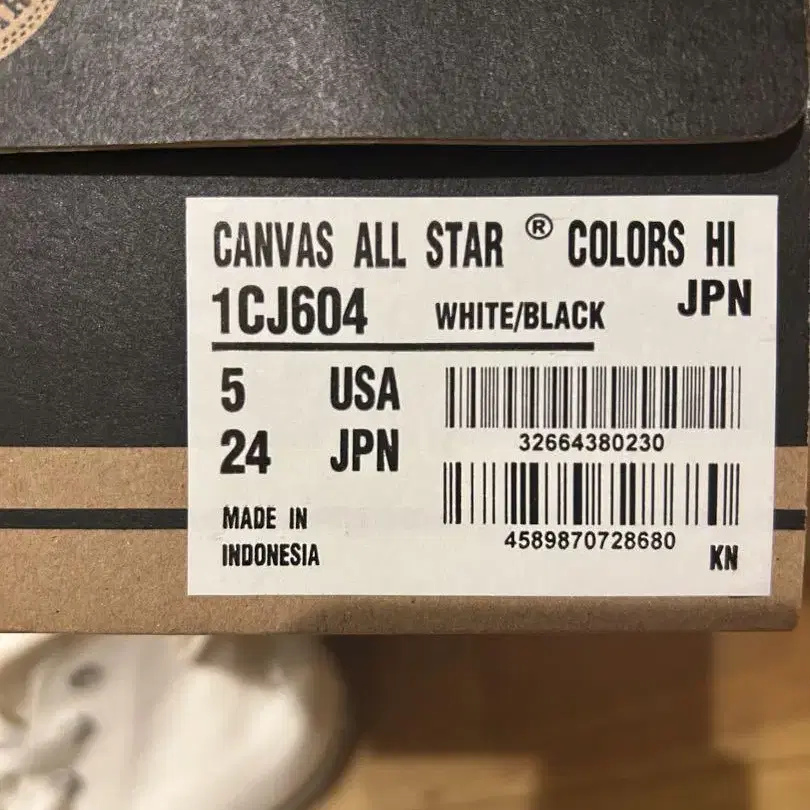 CANVAS ALL STAR ® COLORS HI
1CJ604 WHITE/BLACK JPN
5 USA
24 JPN
32664380230
MADE IN
INDONESIA
4589870728680
KN